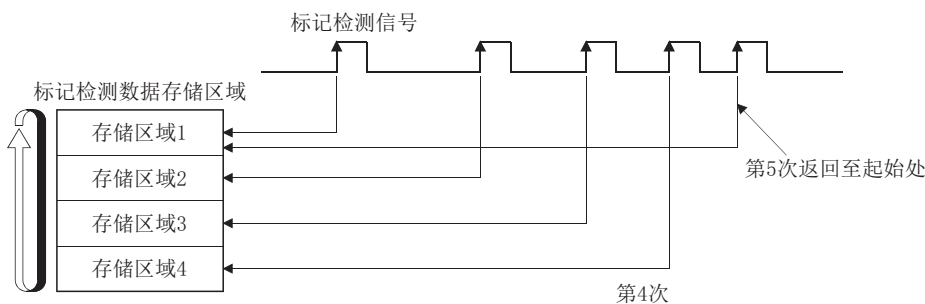 标记检测信号
标记检测数据存储区域
存储区域1
存储区域2
存储区域3
存储区域4
第5次返回至起始处
第4次